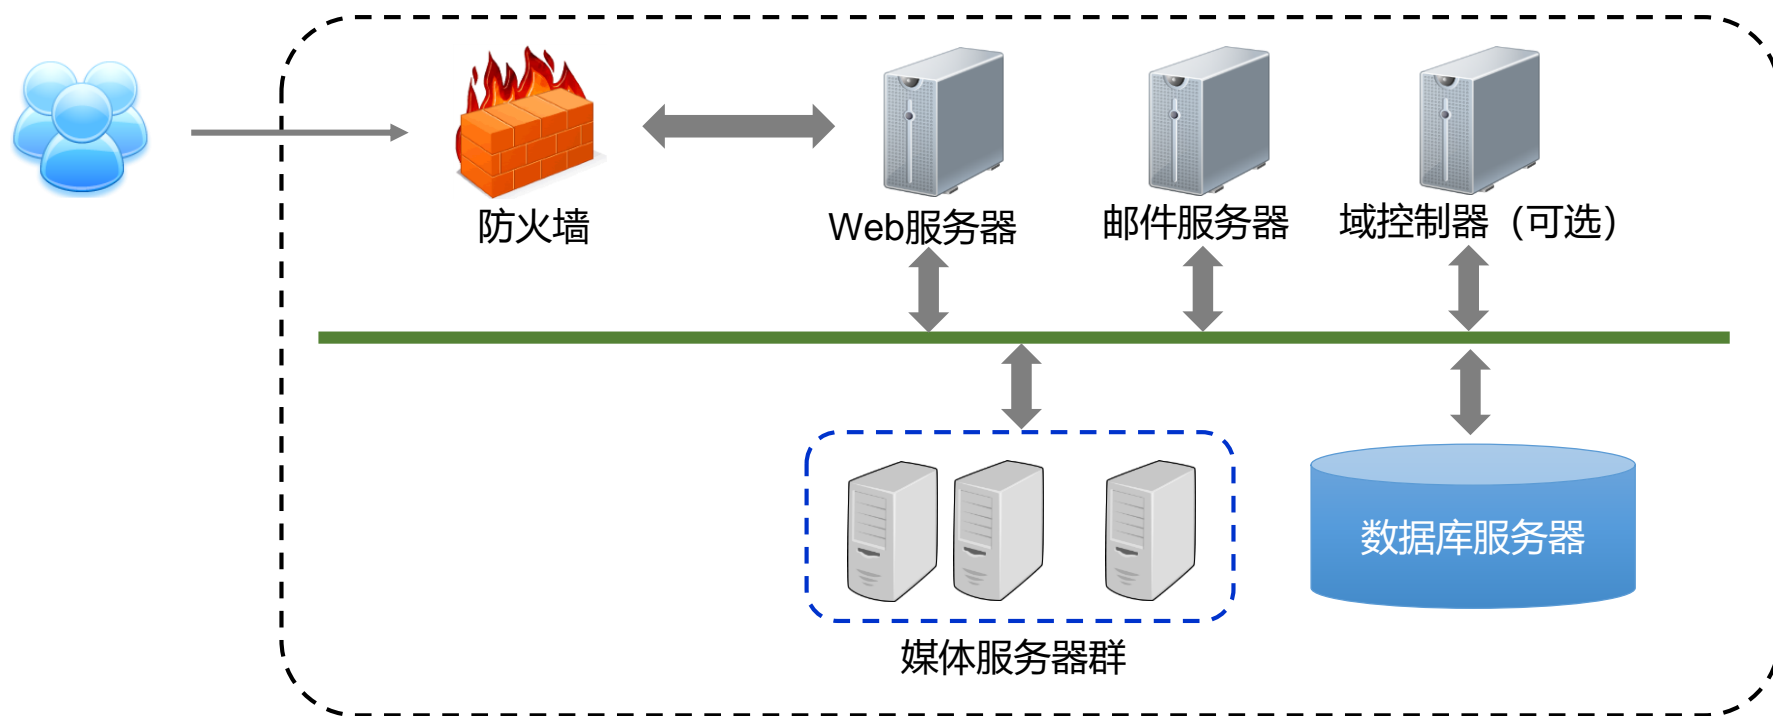 防火墙
Web服务器
邮件服务器
域控制器（可选）
数据库服务器
媒体服务器群